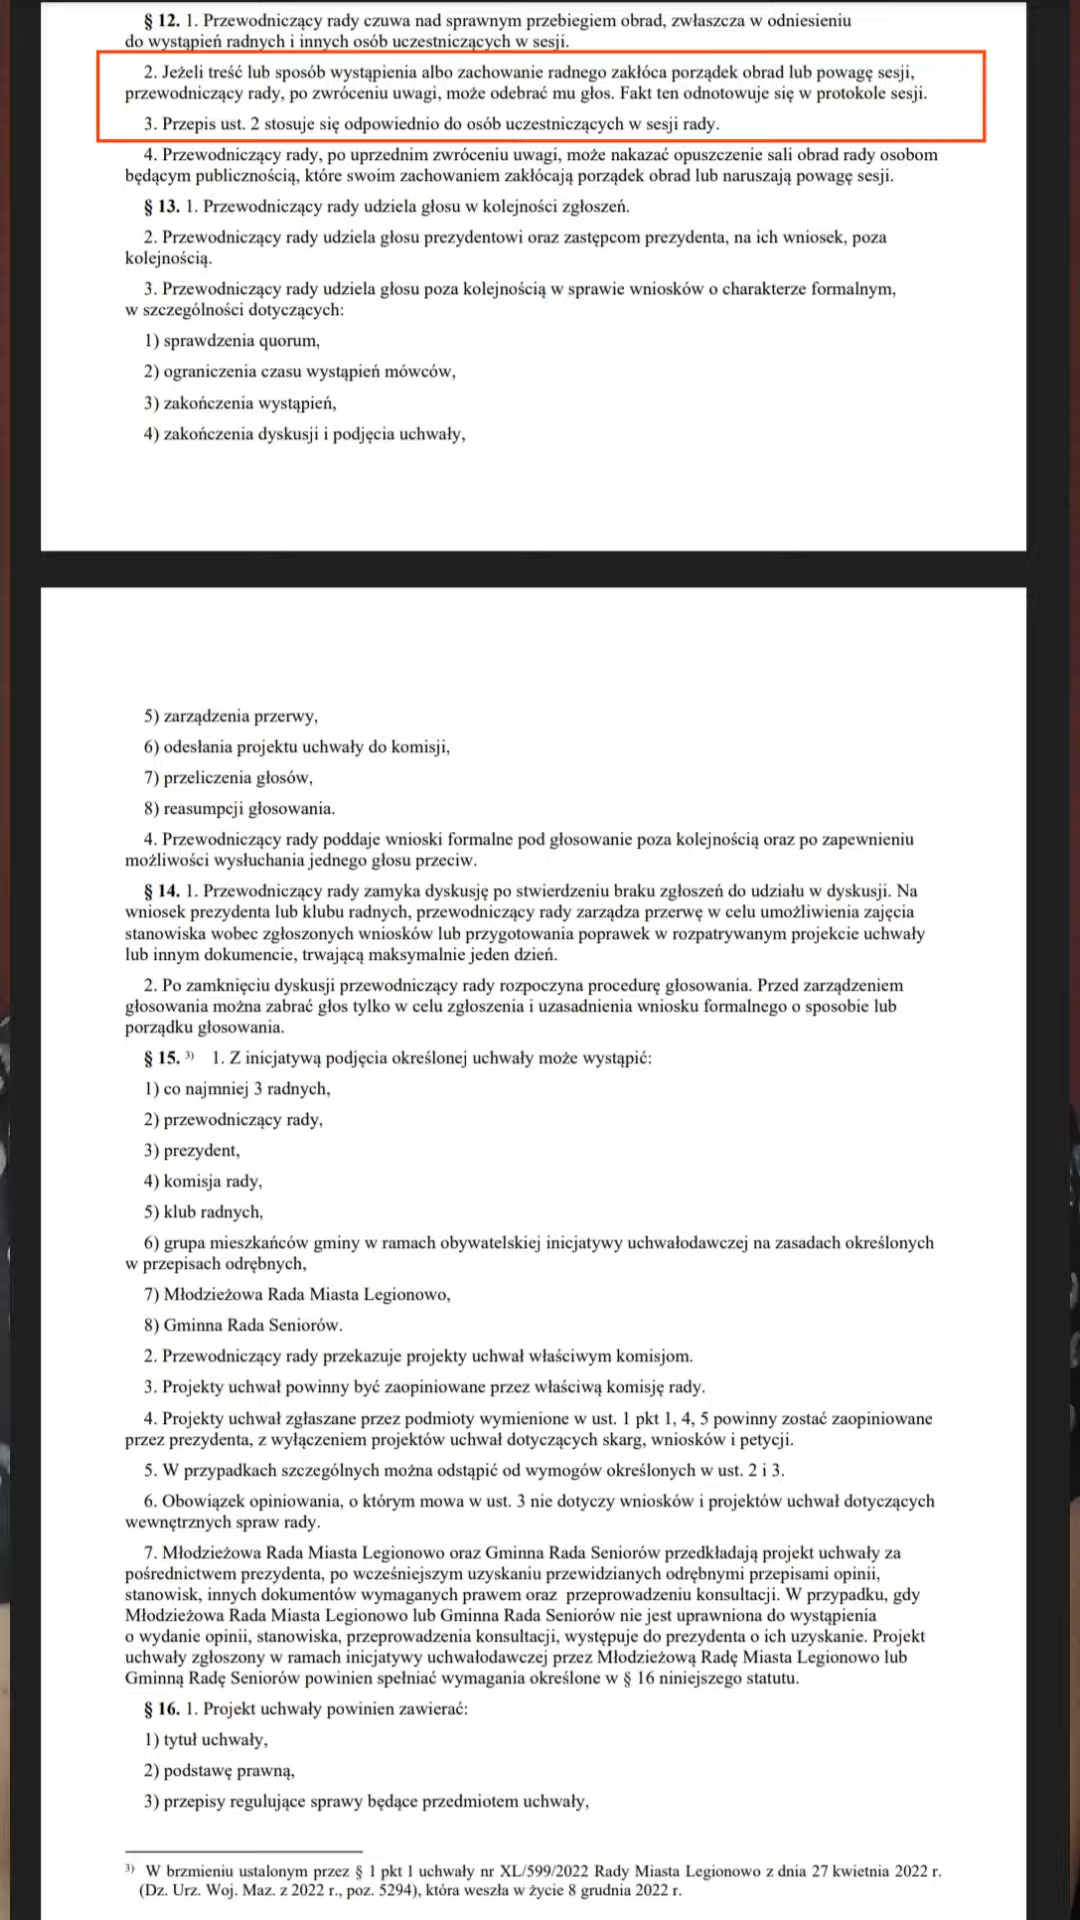 § 12. 1. Przewodniczący rady czuwa nad sprawnym przebiegiem obrad, zwłaszcza w odniesieniu
do wystąpień radnych i innych osób uczestniczących w sesji.
2. Jeżeli treść lub sposób wystąpienia albo zachowanie radnego zakłóca porządek obrad lub powagę sesji,
przewodniczący rady, po zwróceniu uwagi, może odebrać mu głos. Fakt ten odnotowuje się w protokole sesji.
3. Przepis ust. 2 stosuje się odpowiednio do osób uczestniczących w sesji rady.
4. Przewodniczący rady, po uprzednim zwróceniu uwagi, może nakazać opuszczenie sali obrad rady osobom
będącym publicznością, które swoim zachowaniem zakłócają porządek obrad lub naruszają powagę sesji.
§ 13. 1. Przewodniczący rady udziela głosu w kolejności zgłoszeń.
2. Przewodniczący rady udziela głosu prezydentowi oraz zastępcom prezydenta, na ich wniosek, poza
kolejnością.
3. Przewodniczący rady udziela głosu poza kolejnością w sprawie wniosków o charakterze formalnym,
w szczególności dotyczących:
1) sprawdzenia quorum,
2) ograniczenia czasu wystąpień mówców,
3) zakończenia wystąpień,
4) zakończenia dyskusji i podjęcia uchwały,
5) zarządzenia przerwy,
6) odesłania projektu uchwały do komisji,
7) przeliczenia głosów,
8) reasumpcji głosowania.
4. Przewodniczący rady poddaje wnioski formalne pod głosowanie poza kolejnością oraz po zapewnieniu
możliwości wysłuchania jednego głosu przeciw.
§ 14. 1. Przewodniczący rady zamyka dyskusję po stwierdzeniu braku zgłoszeń do udziału w dyskusji. Na
wniosek prezydenta lub klubu radnych, przewodniczący rady zarządza przerwę w celu umożliwienia zajęcia
stanowiska wobec zgłoszonych wniosków lub przygotowania poprawek w rozpatrywanym projekcie uchwały
lub innym dokumencie, trwającą maksymalnie jeden dzień.
2. Po zamknięciu dyskusji przewodniczący rady rozpoczyna procedurę głosowania. Przed zarządzeniem
głosowania można zabrać głos tylko w celu zgłoszenia i uzasadnienia wniosku formalnego o sposobie lub
porządku głosowania.
§ 15. ³⁾ 1. Z inicjatywą podjęcia określonej uchwały może wystąpić:
1) co najmniej 3 radnych,
2) przewodniczący rady,
3) prezydent,
4) komisja rady,
5) klub radnych,
6) grupa mieszkańców gminy w ramach obywatelskiej inicjatywy uchwałodawczej na zasadach określonych
w przepisach odrębnych,
7) Młodzieżowa Rada Miasta Legionowo,
8) Gminna Rada Seniorów.
2. Przewodniczący rady przekazuje projekty uchwał właściwym komisjom.
3. Projekty uchwał powinny być zaopiniowane przez właściwą komisję rady.
4. Projekty uchwał zgłaszane przez podmioty wymienione w ust. 1 pkt 1, 4, 5 powinny zostać zaopiniowane
przez prezydenta, z wyłączeniem projektów uchwał dotyczących skarg, wniosków i petycji.
5. W przypadkach szczególnych można odstąpić od wymogów określonych w ust. 2 i 3.
6. Obowiązek opiniowania, o którym mowa w ust. 3 nie dotyczy wniosków i projektów uchwał dotyczących
wewnętrznych spraw rady.
7. Młodzieżowa Rada Miasta Legionowo oraz Gminna Rada Seniorów przedkładają projekt uchwały za
pośrednictwem prezydenta, po wcześniejszym uzyskaniu przewidzianych odrębnymi przepisami opinii,
stanowisk, innych dokumentów wymaganych prawem oraz przeprowadzeniu konsultacji. W przypadku, gdy
Młodzieżowa Rada Miasta Legionowo lub Gminna Rada Seniorów nie jest uprawniona do wystąpienia
o wydanie opinii, stanowiska, przeprowadzenia konsultacji, występuje do prezydenta o ich uzyskanie. Projekt
uchwały zgłoszony w ramach inicjatywy uchwałodawczej przez Młodzieżową Radę Miasta Legionowo lub
Gminną Radę Seniorów powinien spełniać wymagania określone w § 16 niniejszego statutu.
§ 16. 1. Projekt uchwały powinien zawierać:
1) tytuł uchwały,
2) podstawę prawną,
3) przepisy regulujące sprawy będące przedmiotem uchwały,
³⁾ W brzmieniu ustalonym przez § 1 pkt 1 uchwały nr XL/599/2022 Rady Miasta Legionowo z dnia 27 kwietnia 2022 r.
(Dz. Urz. Woj. Maz. z 2022 r., poz. 5294), która weszła w życie 8 grudnia 2022 r.